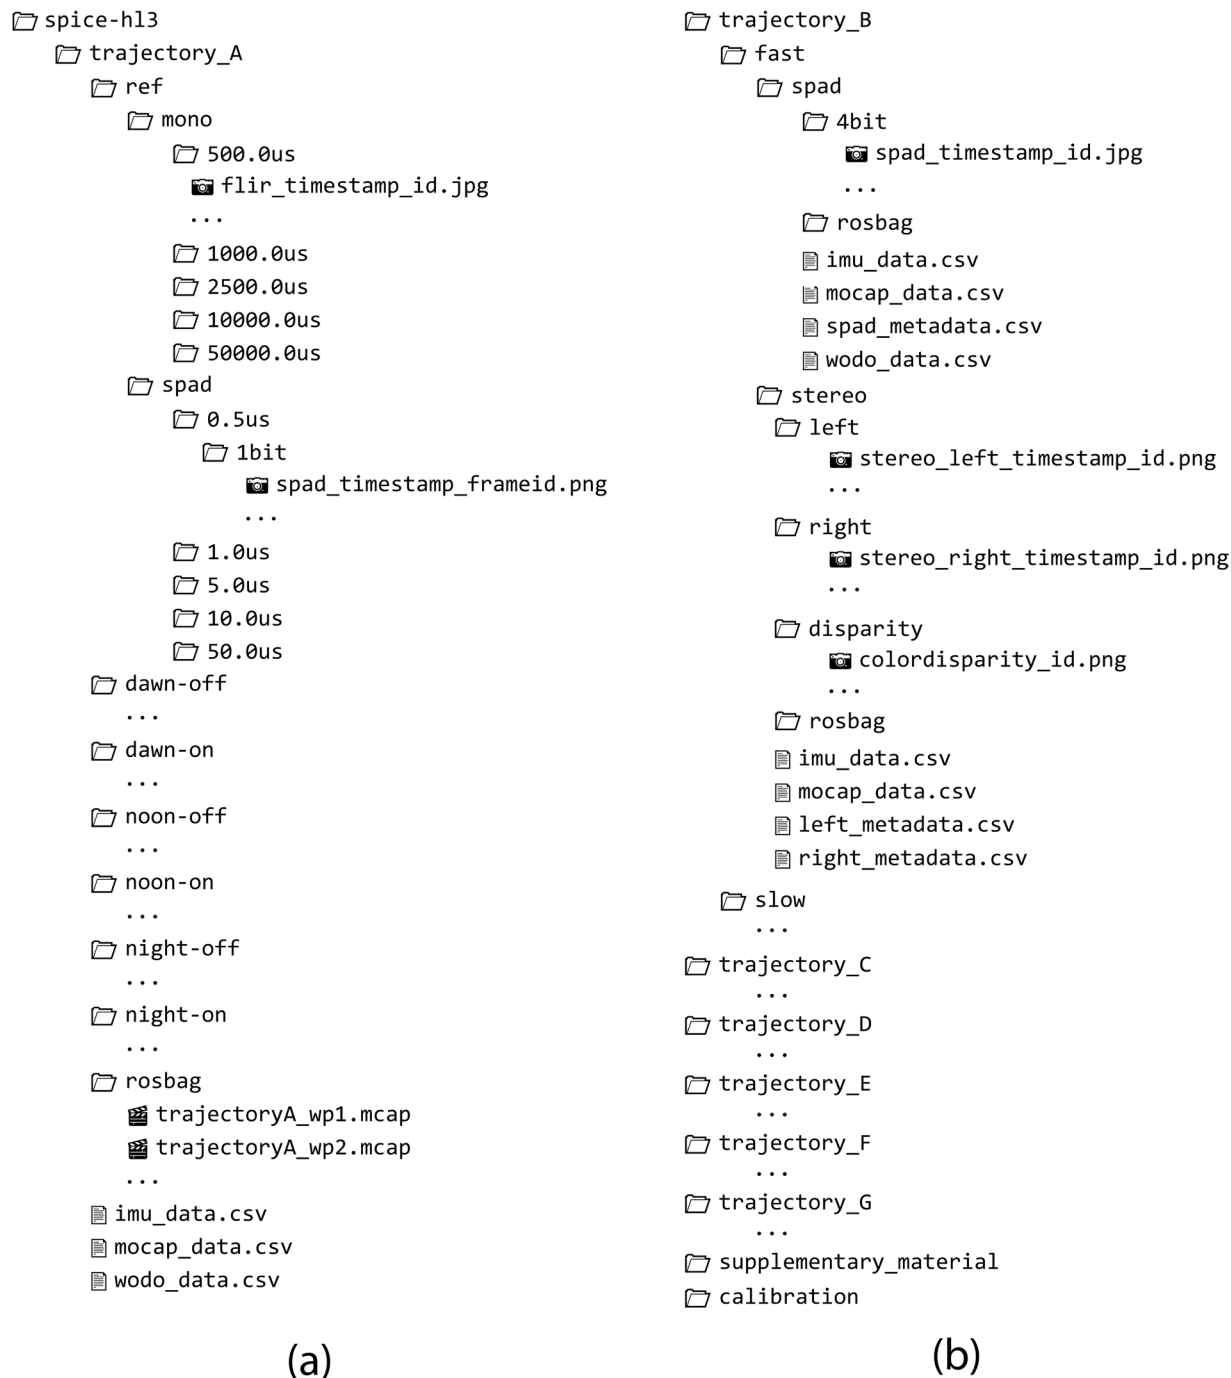 spice-hl3
trajectory_A
ref
mono
500.0us
flir_timestamp_id.jpg
...
1000.0us
2500.0us
10000.0us
50000.0us
spad
0.5us
1bit
spad_timestamp_frameid.png
...
1.0us
5.0us
10.0us
50.0us
dawn-off
...
dawn-on
...
noon-off
...
noon-on
...
night-off
...
night-on
...
rosbag
trajectoryA_wp1.mcap
trajectoryA_wp2.mcap
...
imu_data.csv
mocap_data.csv
wodo_data.csv
(a)
trajectory_B
fast
spad
4bit
spad_timestamp_id.jpg
...
rosbag
imu_data.csv
mocap_data.csv
spad_metadata.csv
wodo_data.csv
stereo
left
stereo_left_timestamp_id.png
...
right
stereo_right_timestamp_id.png
...
disparity
colordisparity_id.png
...
rosbag
imu_data.csv
mocap_data.csv
left_metadata.csv
right_metadata.csv
slow
...
trajectory_C
...
trajectory_D
...
trajectory_E
...
trajectory_F
...
trajectory_G
...
supplementary_material
calibration
(b)